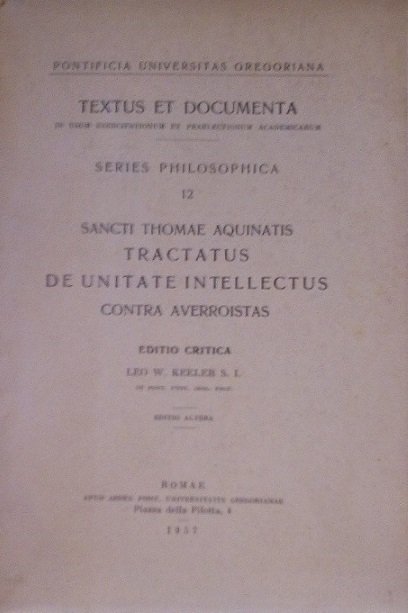 PONTIFICIA UNIVERSITAS GREGORIANA
TEXTUS ET DOCUMENTA
IN USUM EXERCITATIONUM ET PRAELECTIONUM ACADEMICARUM
SERIES PHILOSOPHICA
12
SANCTI THOMAE AQUINATIS
TRACTATUS
DE UNITATE INTELLECTUS
CONTRA AVERROISTAS
EDITIO CRITICA
LEO W. KEELER S. I.
EDITIO ALTERA
ROMAE
APUD AEDES PONT. UNIVERSITATIS GREGORIANAE
Piazza della Pilotta, 4
1957